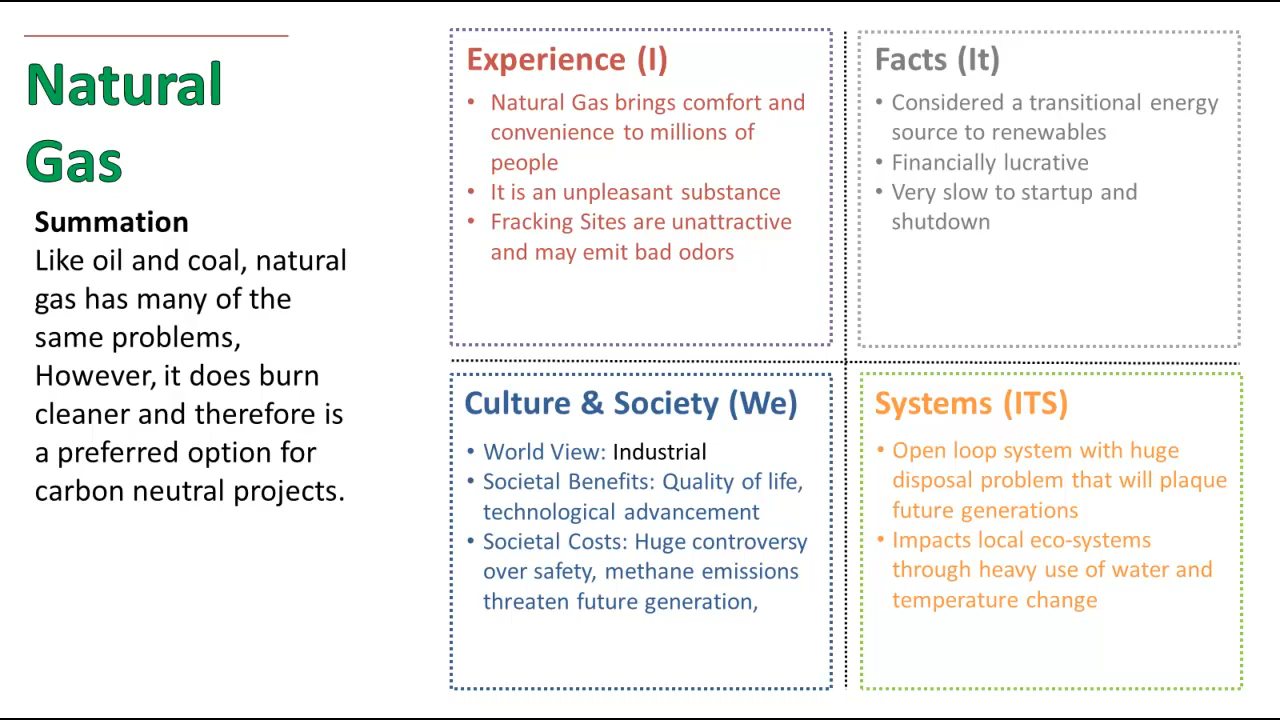 Natural
Gas
Summation
Like oil and coal, natural
gas has many of the
same problems,
However, it does burn
cleaner and therefore is
a preferred option for
carbon neutral projects.
Experience (I)
• Natural Gas brings comfort and
convenience to millions of
people
• It is an unpleasant substance
• Fracking Sites are unattractive
and may emit bad odors
Facts (It)
• Considered a transitional energy
source to renewables
• Financially lucrative
• Very slow to startup and
shutdown
Culture & Society (We)
• World View: Industrial
• Societal Benefits: Quality of life,
technological advancement
• Societal Costs: Huge controversy
over safety, methane emissions
threaten future generation,
Systems (ITS)
• Open loop system with huge
disposal problem that will plaque
future generations
• Impacts local eco-systems
through heavy use of water and
temperature change